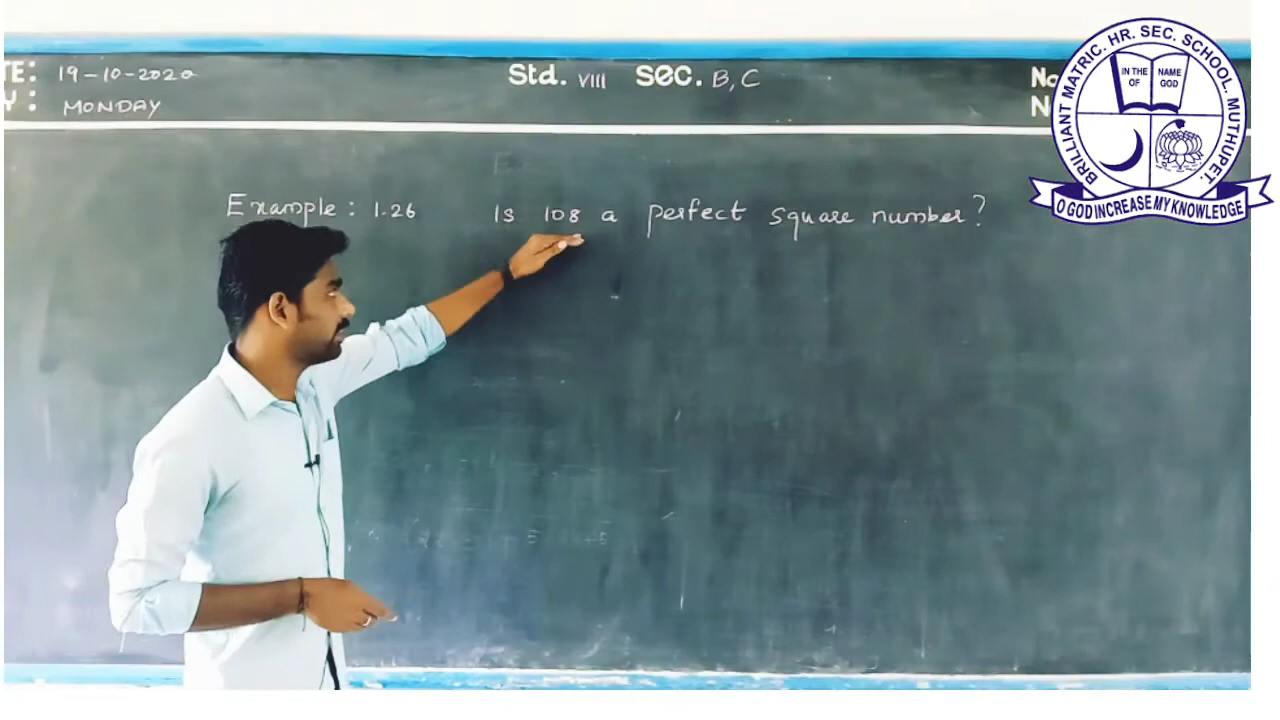 TE: 19-10-2020
Y: MONDAY
Std. VIII SEC. B, C
No
N
Example: 1.26 Is 108 a perfect square number?
BRILLIANT MATRIC. HR. SEC. SCHOOL. MUTHUPET.
IN THE NAME
OF GOD
O GOD INCREASE MY KNOWLEDGE